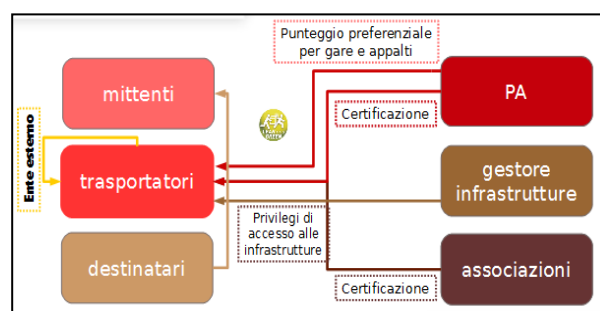 Punteggio preferenziale
per gare e appalti
mittenti
PA
Certificazione
Ente esterno
trasportatori
gestore
infrastrutture
Privilegi di
accesso alle
infrastrutture
destinatari
associazioni
Certificazione